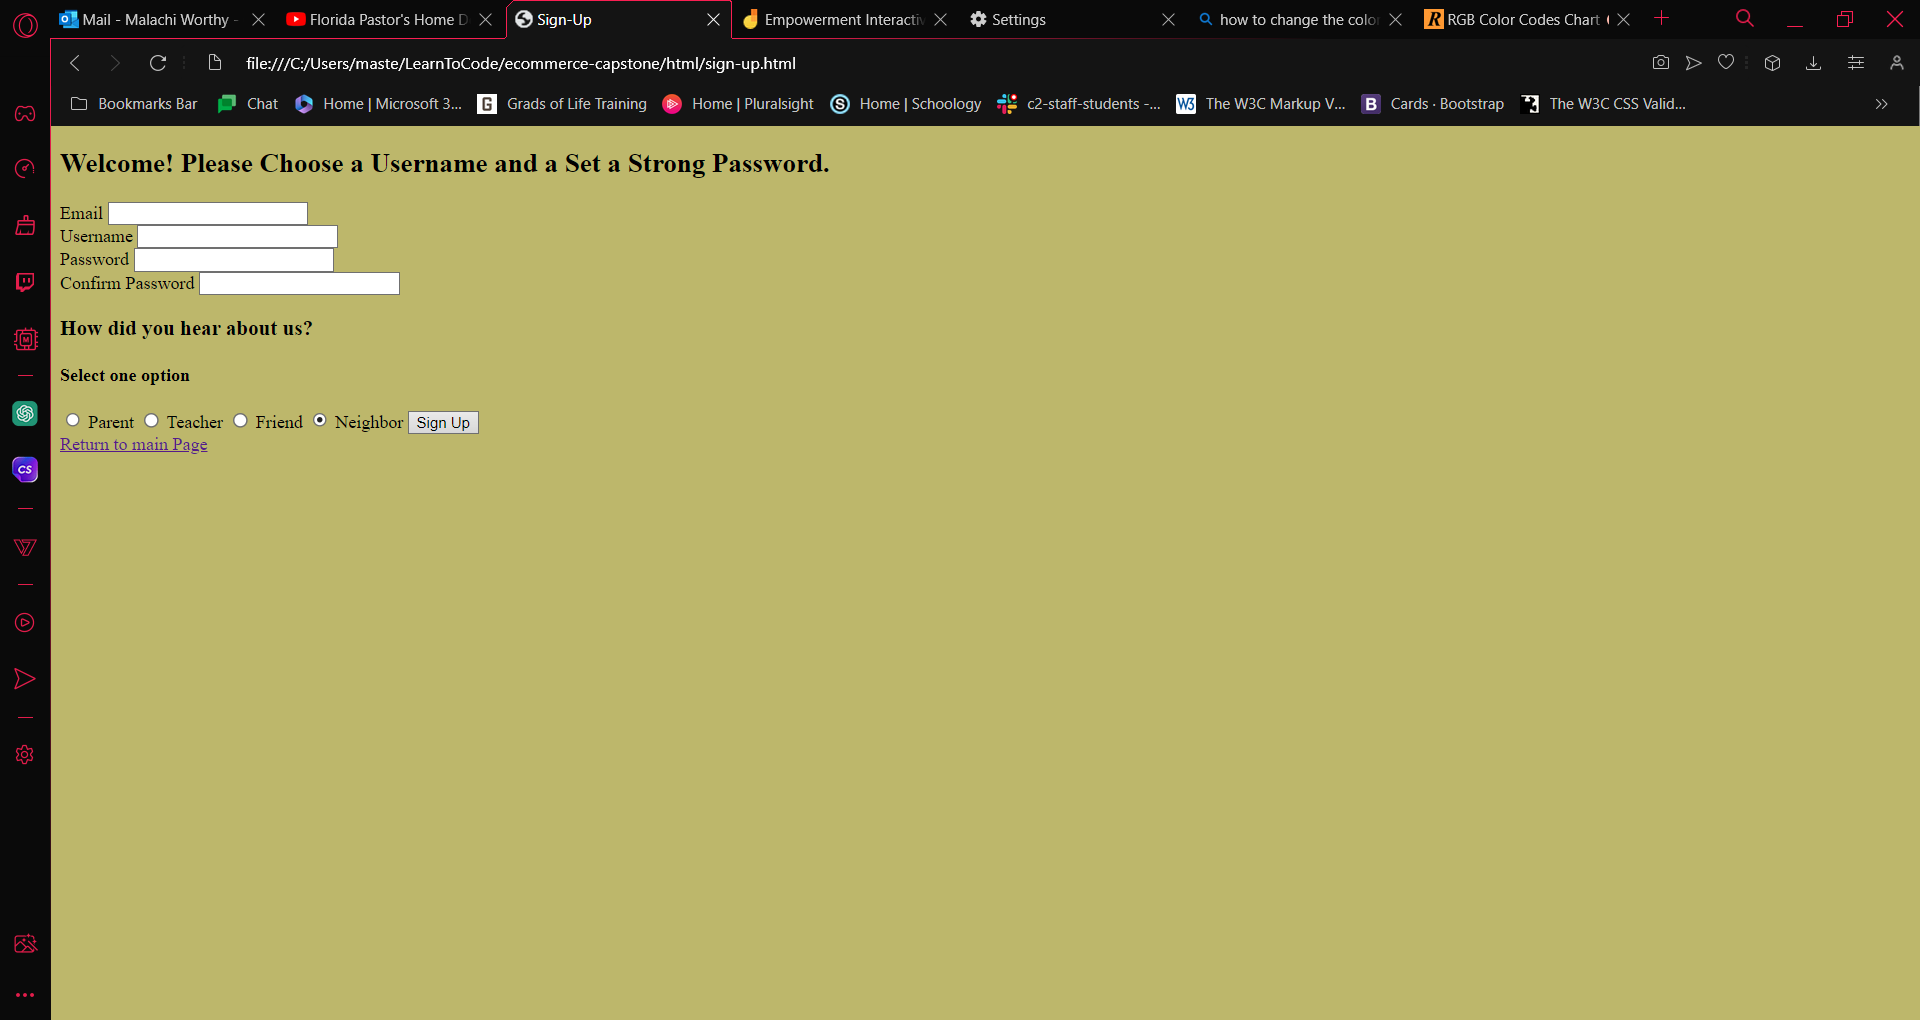 Mail - Malachi Worthy -
Florida Pastor's Home D
Sign-Up
Empowerment Interactiv
Settings
how to change the color
RGB Color Codes Chart
file:///C:/Users/maste/LearnToCode/ecommerce-capstone/html/sign-up.html
Bookmarks Bar
Chat
Home | Microsoft 3...
G
Grads of Life Training
Home | Pluralsight
S
Home | Schoology
c2-staff-students -...
W3
The W3C Markup V...
B
Cards · Bootstrap
The W3C CSS Valid...
Welcome! Please Choose a Username and a Set a Strong Password.
Email
Username
Password
Confirm Password
How did you hear about us?
Select one option
Parent Teacher Friend Neighbor Sign Up
Return to main Page
M
CS